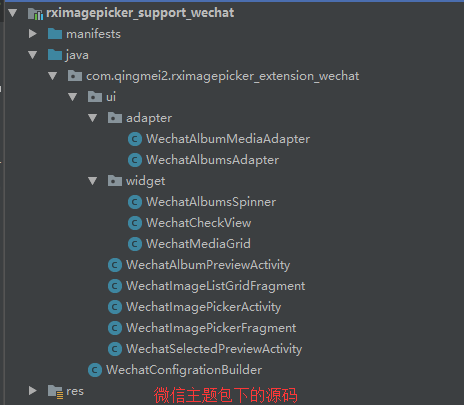 rximagepicker_support_wechat
manifests
java
com.qingmei2.rximagepicker_extension_wechat
ui
adapter
WechatAlbumMediaAdapter
WechatAlbumsAdapter
widget
WechatAlbumsSpinner
WechatCheckView
WechatMediaGrid
WechatAlbumPreviewActivity
WechatImageListGridFragment
WechatImagePickerActivity
WechatImagePickerFragment
WechatSelectedPreviewActivity
WechatConfigrationBuilder
res
微信主题包下的源码